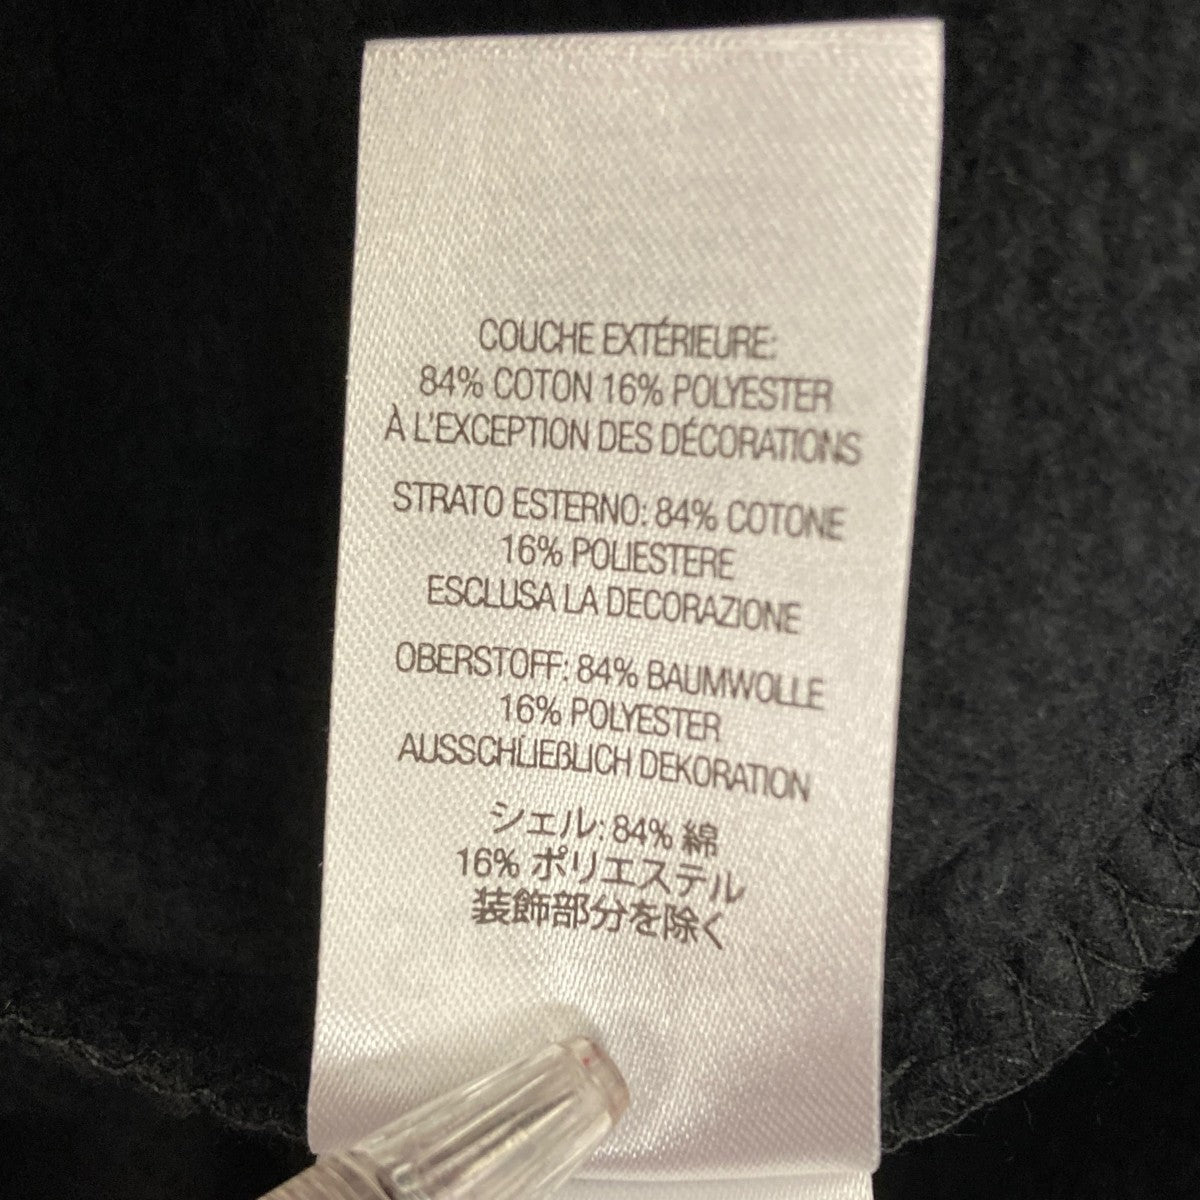 COUCHE EXTÉRIEURE:
84% COTON 16% POLYESTER
À L'EXCEPTION DES DÉCORATIONS
STRATO ESTERNO: 84% COTONE
16% POLIESTERE
ESCLUSA LA DECORAZIONE
OBERSTOFF: 84% BAUMWOLLE
16% POLYESTER
AUSSCHLIEßLICH DEKORATION
シェル: 84% 綿
16% ポリエステル
装飾部分を除く